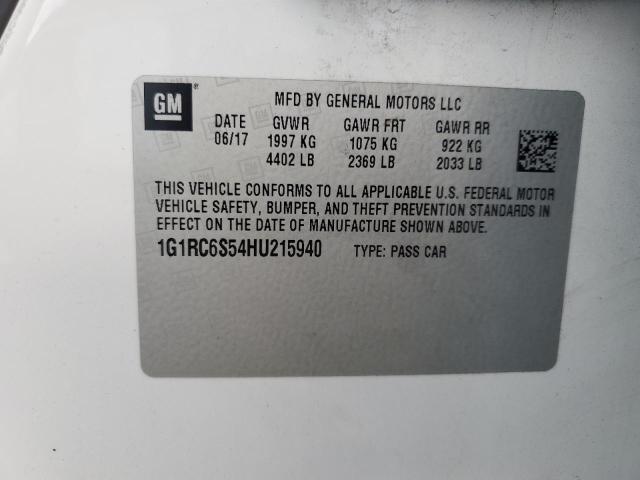 GM
MFD BY GENERAL MOTORS LLC
DATE GVWR GAWR FRT GAWR RR
06/17 1997 KG 1075 KG 922 KG
4402 LB 2369 LB 2033 LB
THIS VEHICLE CONFORMS TO ALL APPLICABLE U.S. FEDERAL MOTOR
VEHICLE SAFETY, BUMPER, AND THEFT PREVENTION STANDARDS IN
EFFECT ON THE DATE OF MANUFACTURE SHOWN ABOVE.
1G1RC6S54HU215940 TYPE: PASS CAR